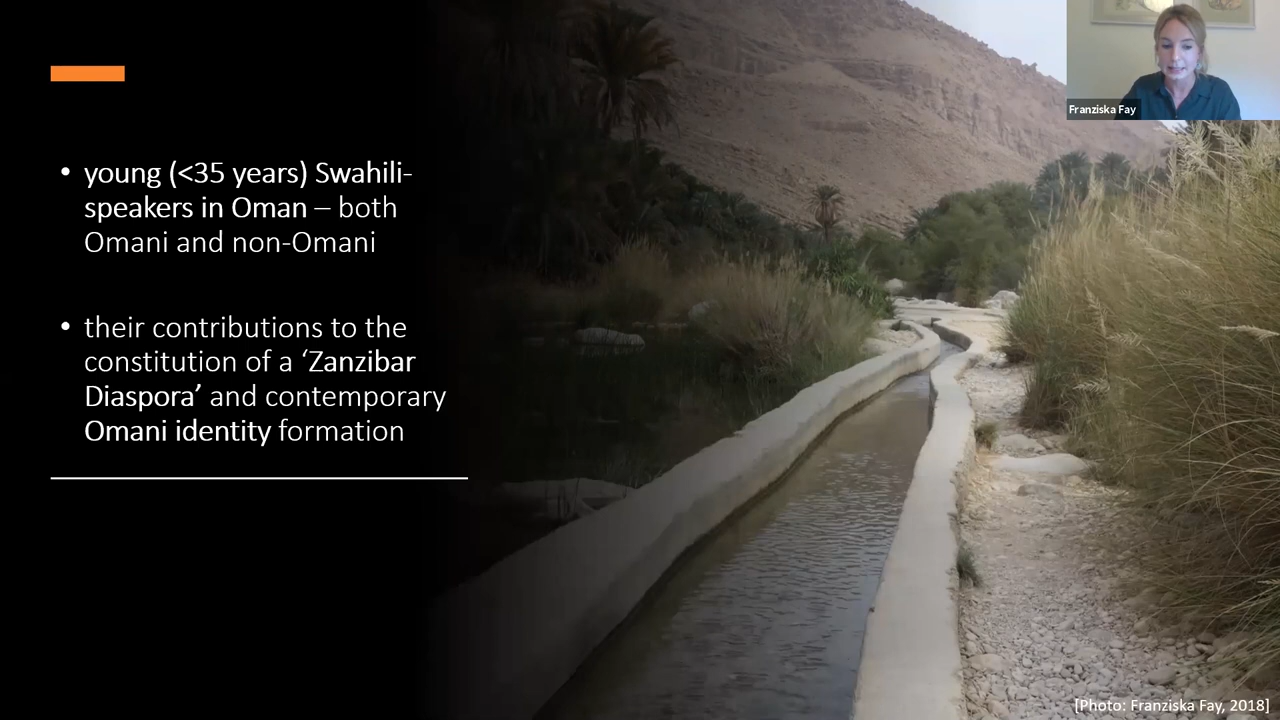 • young (<35 years) Swahili-
speakers in Oman – both
Omani and non-Omani
• their contributions to the
constitution of a ‘Zanzibar
Diaspora’ and contemporary
Omani identity formation
Franziska Fay
[Photo: Franziska Fay, 2018]